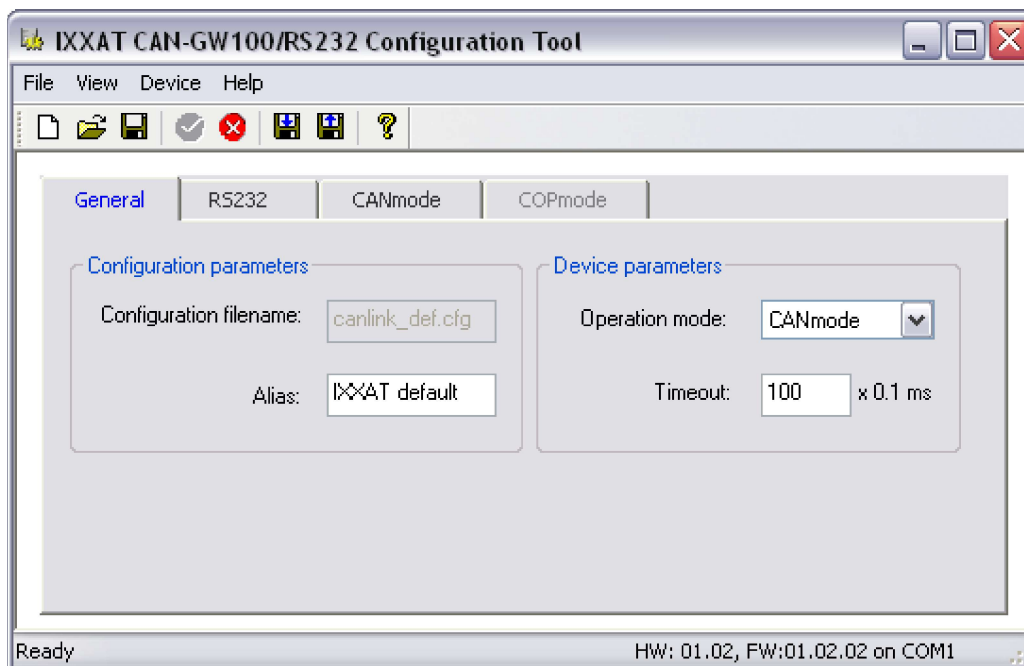 IXXAT CAN-GW100/RS232 Configuration Tool
File View Device Help
General RS232 CANmode COPmode
Configuration parameters
Configuration filename: canlink_def.cfg
Alias: IXXAT default
Device parameters
Operation mode: CANmode
Timeout: 100 x 0.1 ms
Ready HW: 01.02, FW:01.02.02 on COM1